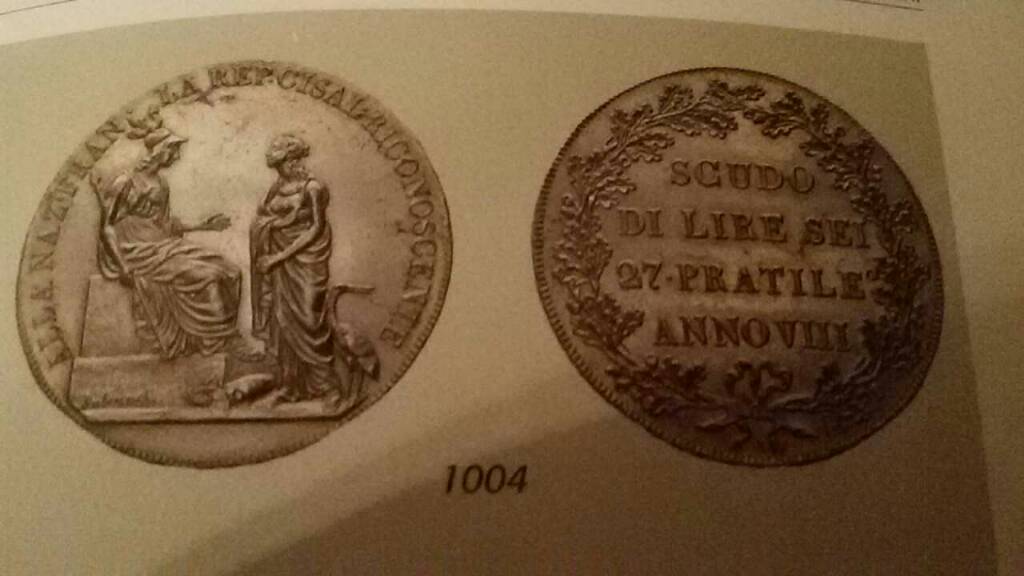 ALLA NAZ·FRAN·LA REP·CISAL·RICONOSCENTE
SCUDO
DI LIRE SEI
27·PRATILE
ANNO VIII
1004